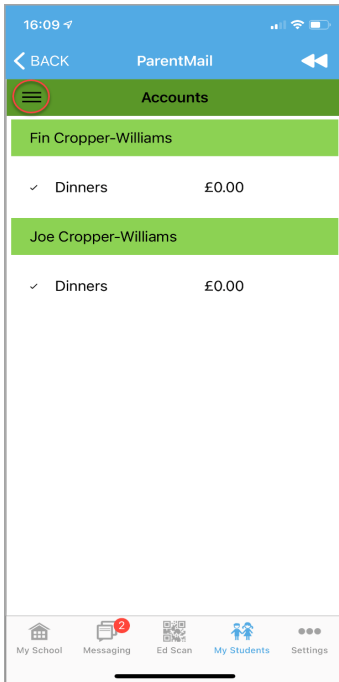 16:09
BACK ParentMail
Accounts
Fin Cropper-Williams
Dinners £0.00
Joe Cropper-Williams
Dinners £0.00
2
My School Messaging Ed Scan My Students Settings